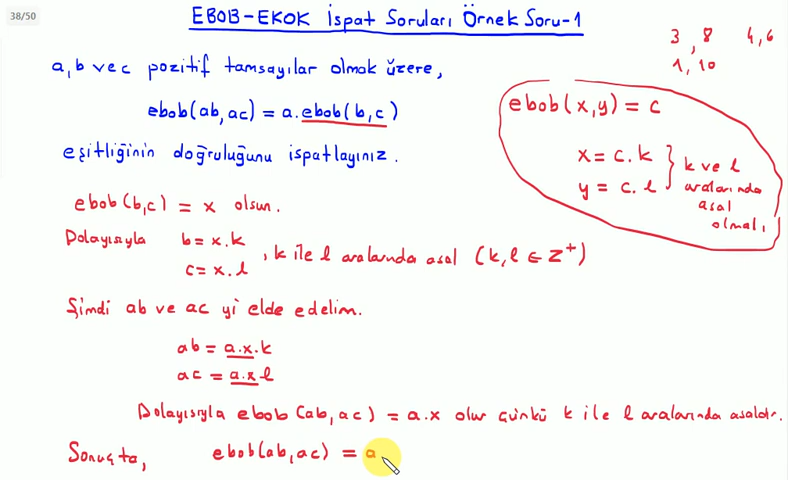 38/50
EBOB-EKOK İspat Soruları Örnek Soru-1
3, 8 4, 6
1, 10
a, b ve c pozitif tamsayılar olmak üzere,
ebob(ab, ac) = a. ebob(b, c)
eşitliğinin doğruluğunu ispatlayınız.
ebob(x, y) = c
x = c. k
y = c. l
k ve l
aralarında
asal
olmalı
ebob(b, c) = x olsun.
Dolayısıyla b = x. k
c = x. l
, k ile l aralarında asal (k, l ∈ Z⁺)
Şimdi ab ve ac yi elde edelim.
ab = a.x.k
ac = a.x l
Dolayısıyla ebob(ab, ac) = a.x olur çünkü k ile l aralarında asaldır.
Sonuçta, ebob(ab, ac) = a